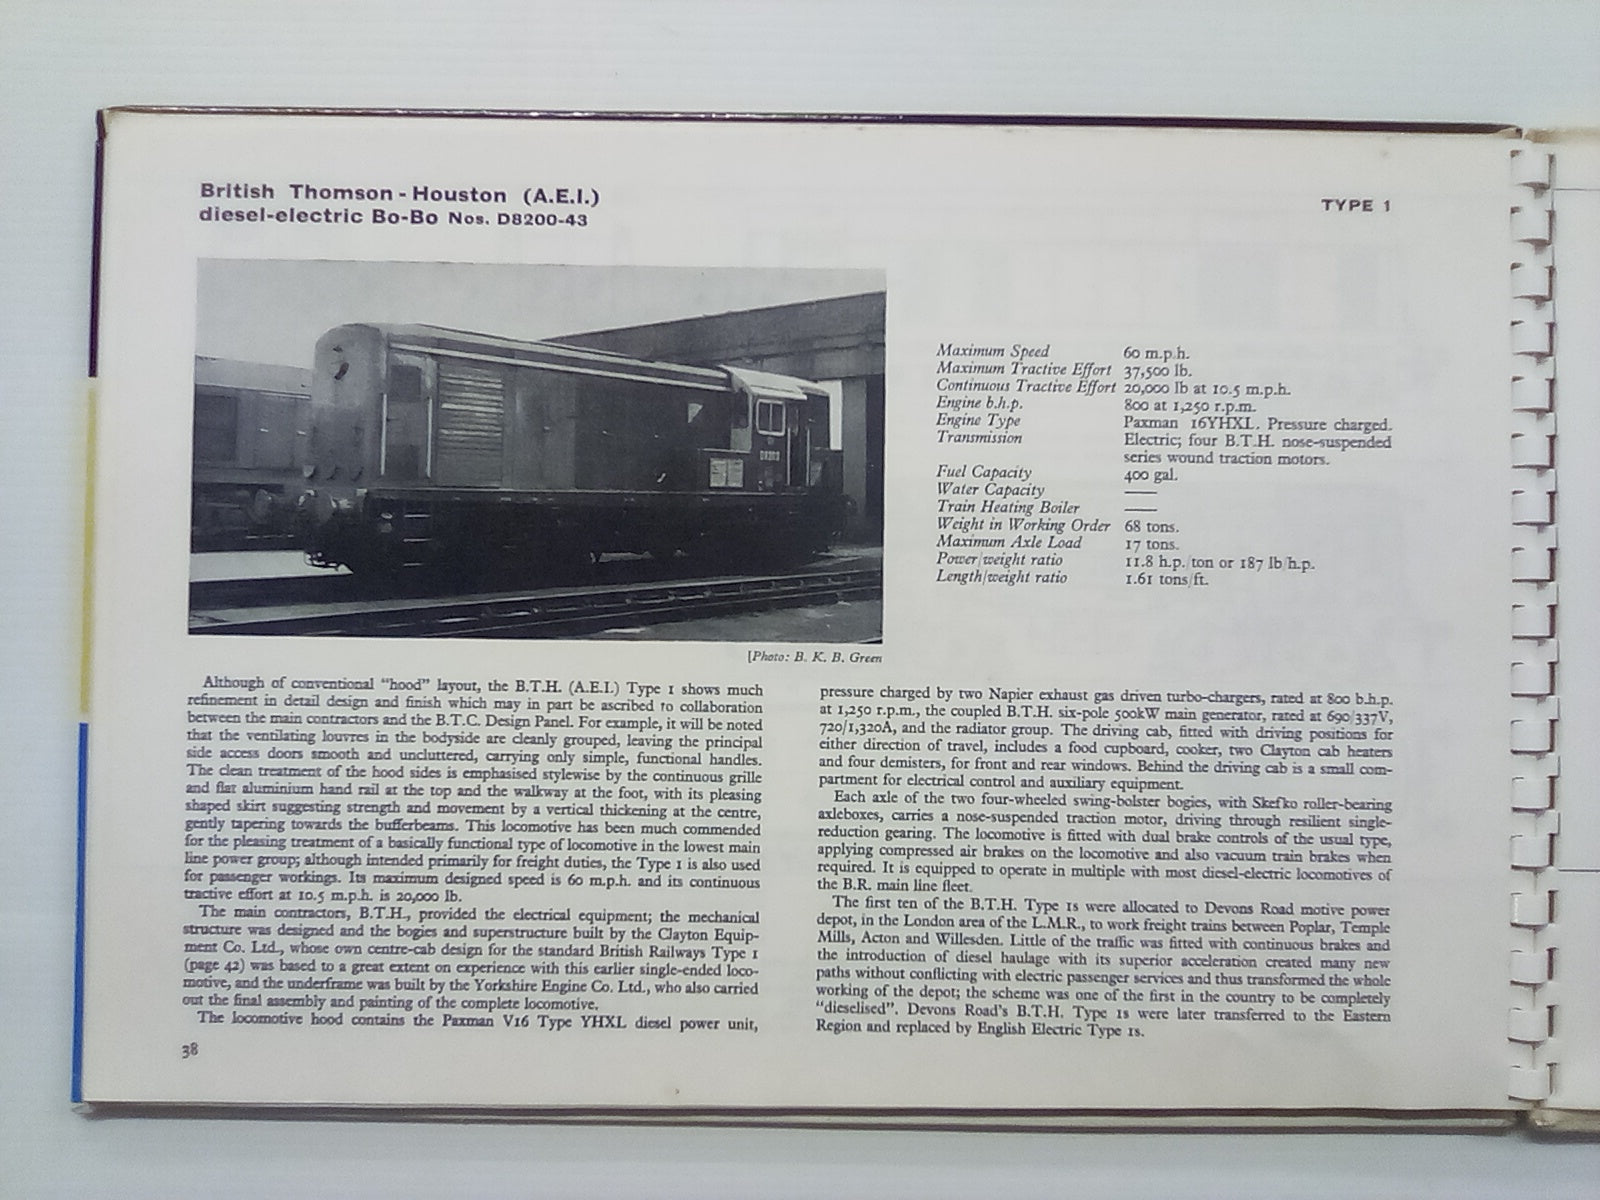 British Thomson-Houston (A.E.I.)
diesel-electric Bo-Bo Nos. D8200-43
TYPE 1
Maximum Speed 60 m.p.h.
Maximum Tractive Effort 37,500 lb.
Continuous Tractive Effort 20,000 lb at 10.5 m.p.h.
Engine b.h.p. 800 at 1,250 r.p.m.
Engine Type Paxman 16YHXL. Pressure charged.
Transmission Electric; four B.T.H. nose-suspended
series wound traction motors.
Fuel Capacity 400 gal.
Water Capacity —
Train Heating Boiler —
Weight in Working Order 68 tons.
Maximum Axle Load 17 tons.
Power/weight ratio 11.8 h.p./ton or 187 lb/h.p.
Length/weight ratio 1.61 tons/ft.
[Photo: B. K. B. Green
Although of conventional "hood" layout, the B.T.H. (A.E.I.) Type 1 shows much
refinement in detail design and finish which may in part be ascribed to collaboration
between the main contractors and the B.T.C. Design Panel. For example, it will be noted
that the ventilating louvres in the bodyside are cleanly grouped, leaving the principal
side access doors smooth and uncluttered, carrying only simple, functional handles.
The clean treatment of the hood sides is emphasised stylewise by the continuous grille
and flat aluminium hand rail at the top and the walkway at the foot, with its pleasing
shaped skirt suggesting strength and movement by a vertical thickening at the centre,
gently tapering towards the bufferbeams. This locomotive has been much commended
for the pleasing treatment of a basically functional type of locomotive in the lowest main
line power group; although intended primarily for freight duties, the Type 1 is also used
for passenger workings. Its maximum designed speed is 60 m.p.h. and its continuous
tractive effort at 10.5 m.p.h. is 20,000 lb.
The main contractors, B.T.H., provided the electrical equipment; the mechanical
structure was designed and the bogies and superstructure built by the Clayton Equip-
ment Co. Ltd., whose own centre-cab design for the standard British Railways Type 1
(page 42) was based to a great extent on experience with this earlier single-ended loco-
motive, and the underframe was built by the Yorkshire Engine Co. Ltd., who also carried
out the final assembly and painting of the complete locomotive.
The locomotive hood contains the Paxman V16 Type YHXL diesel power unit,
pressure charged by two Napier exhaust gas driven turbo-chargers, rated at 800 b.h.p.
at 1,250 r.p.m., the coupled B.T.H. six-pole 500kW main generator, rated at 690/337V,
720/1,320A, and the radiator group. The driving cab, fitted with driving positions for
either direction of travel, includes a food cupboard, cooker, two Clayton cab heaters
and four demisters, for front and rear windows. Behind the driving cab is a small com-
partment for electrical control and auxiliary equipment.
Each axle of the two four-wheeled swing-bolster bogies, with Skefko roller-bearing
axleboxes, carries a nose-suspended traction motor, driving through resilient single-
reduction gearing. The locomotive is fitted with dual brake controls of the usual type,
applying compressed air brakes on the locomotive and also vacuum train brakes when
required. It is equipped to operate in multiple with most diesel-electric locomotives of
the B.R. main line fleet.
The first ten of the B.T.H. Type 1s were allocated to Devons Road motive power
depot, in the London area of the L.M.R., to work freight trains between Poplar, Temple
Mills, Acton and Willesden. Little of the traffic was fitted with continuous brakes and
the introduction of diesel haulage with its superior acceleration created many new
paths without conflicting with electric passenger services and thus transformed the whole
working of the depot; the scheme was one of the first in the country to be completely
"dieselised". Devons Road's B.T.H. Type 1s were later transferred to the Eastern
Region and replaced by English Electric Type 1s.
38